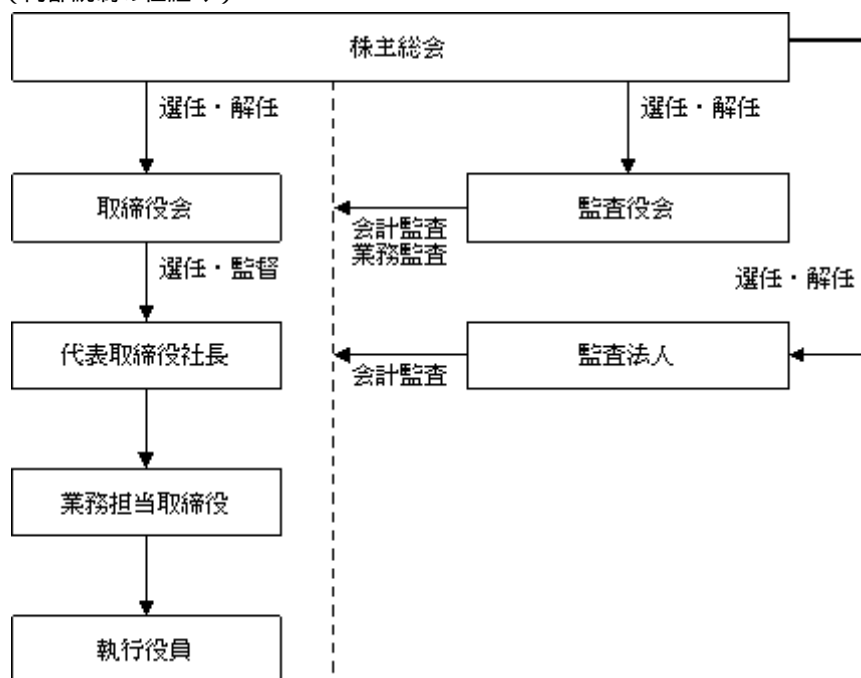 株主総会
選任・解任
選任・解任
取締役会
監査役会
会計監査
業務監査
選任・監督
選任・解任
代表取締役社長
監査法人
会計監査
業務担当取締役
執行役員